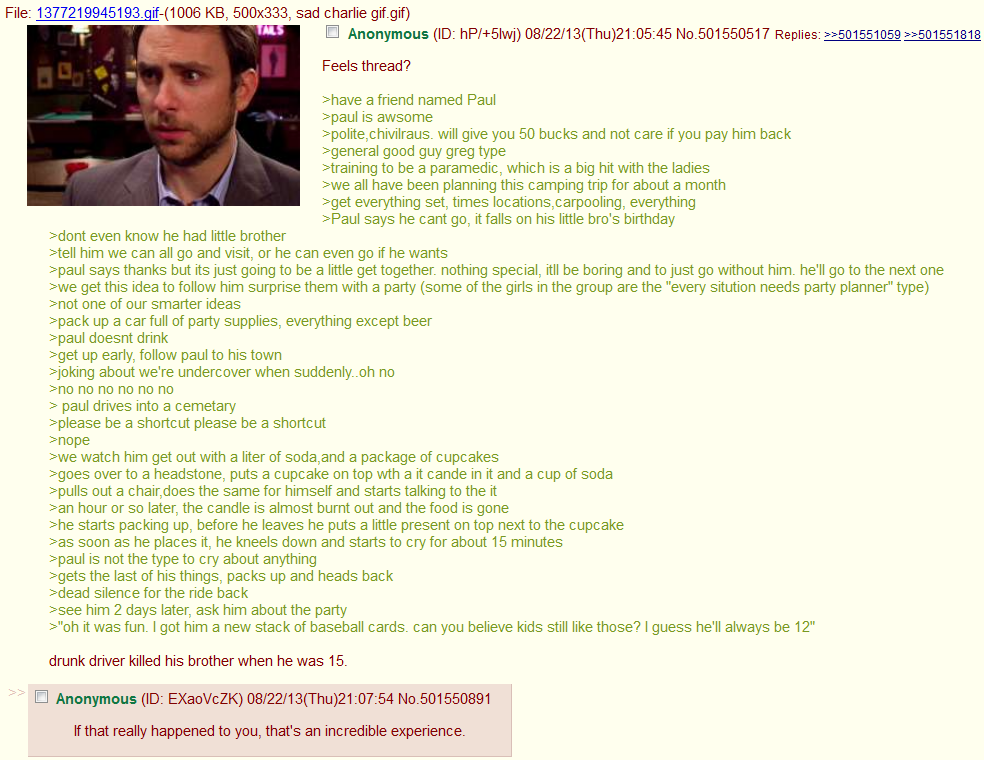 File: 1377219945193.gif-(1006 KB, 500x333, sad charlie gif.gif)
TALS
Anonymous (ID: hP/+5lwj) 08/22/13(Thu)21:05:45 No.501550517 Replies: >>501551059 >>501551818
Feels thread?
>have a friend named Paul
>paul is awsome
>polite,chivilraus. will give you 50 bucks and not care if you pay him back
>general good guy greg type
>training to be a paramedic, which is a big hit with the ladies
>we all have been planning this camping trip for about a month
>get everything set, times locations,carpooling, everything
>Paul says he cant go, it falls on his little bro's birthday
>dont even know he had little brother
>tell him we can all go and visit, or he can even go if he wants
>paul says thanks but its just going to be a little get together. nothing special, itll be boring and to just go without him. he'll go to the next one
>we get this idea to follow him surprise them with a party (some of the girls in the group are the "every sitution needs party planner" type)
>not one of our smarter ideas
>pack up a car full of party supplies, everything except beer
>paul doesnt drink
>get up early, follow paul to his town
>joking about we're undercover when suddenly..oh no
>no no no no no no
> paul drives into a cemetary
>please be a shortcut please be a shortcut
>nope
>we watch him get out with a liter of soda,and a package of cupcakes
>goes over to a headstone, puts a cupcake on top wth a it cande in it and a cup of soda
>pulls out a chair,does the same for himself and starts talking to the it
>an hour or so later, the candle is almost burnt out and the food is gone
>he starts packing up, before he leaves he puts a little present on top next to the cupcake
>as soon as he places it, he kneels down and starts to cry for about 15 minutes
>paul is not the type to cry about anything
>gets the last of his things, packs up and heads back
>dead silence for the ride back
>see him 2 days later, ask him about the party
>"oh it was fun. I got him a new stack of baseball cards. can you believe kids still like those? I guess he'll always be 12"
drunk driver killed his brother when he was 15.
>> Anonymous (ID: EXaoVcZK) 08/22/13(Thu)21:07:54 No.501550891
If that really happened to you, that's an incredible experience.